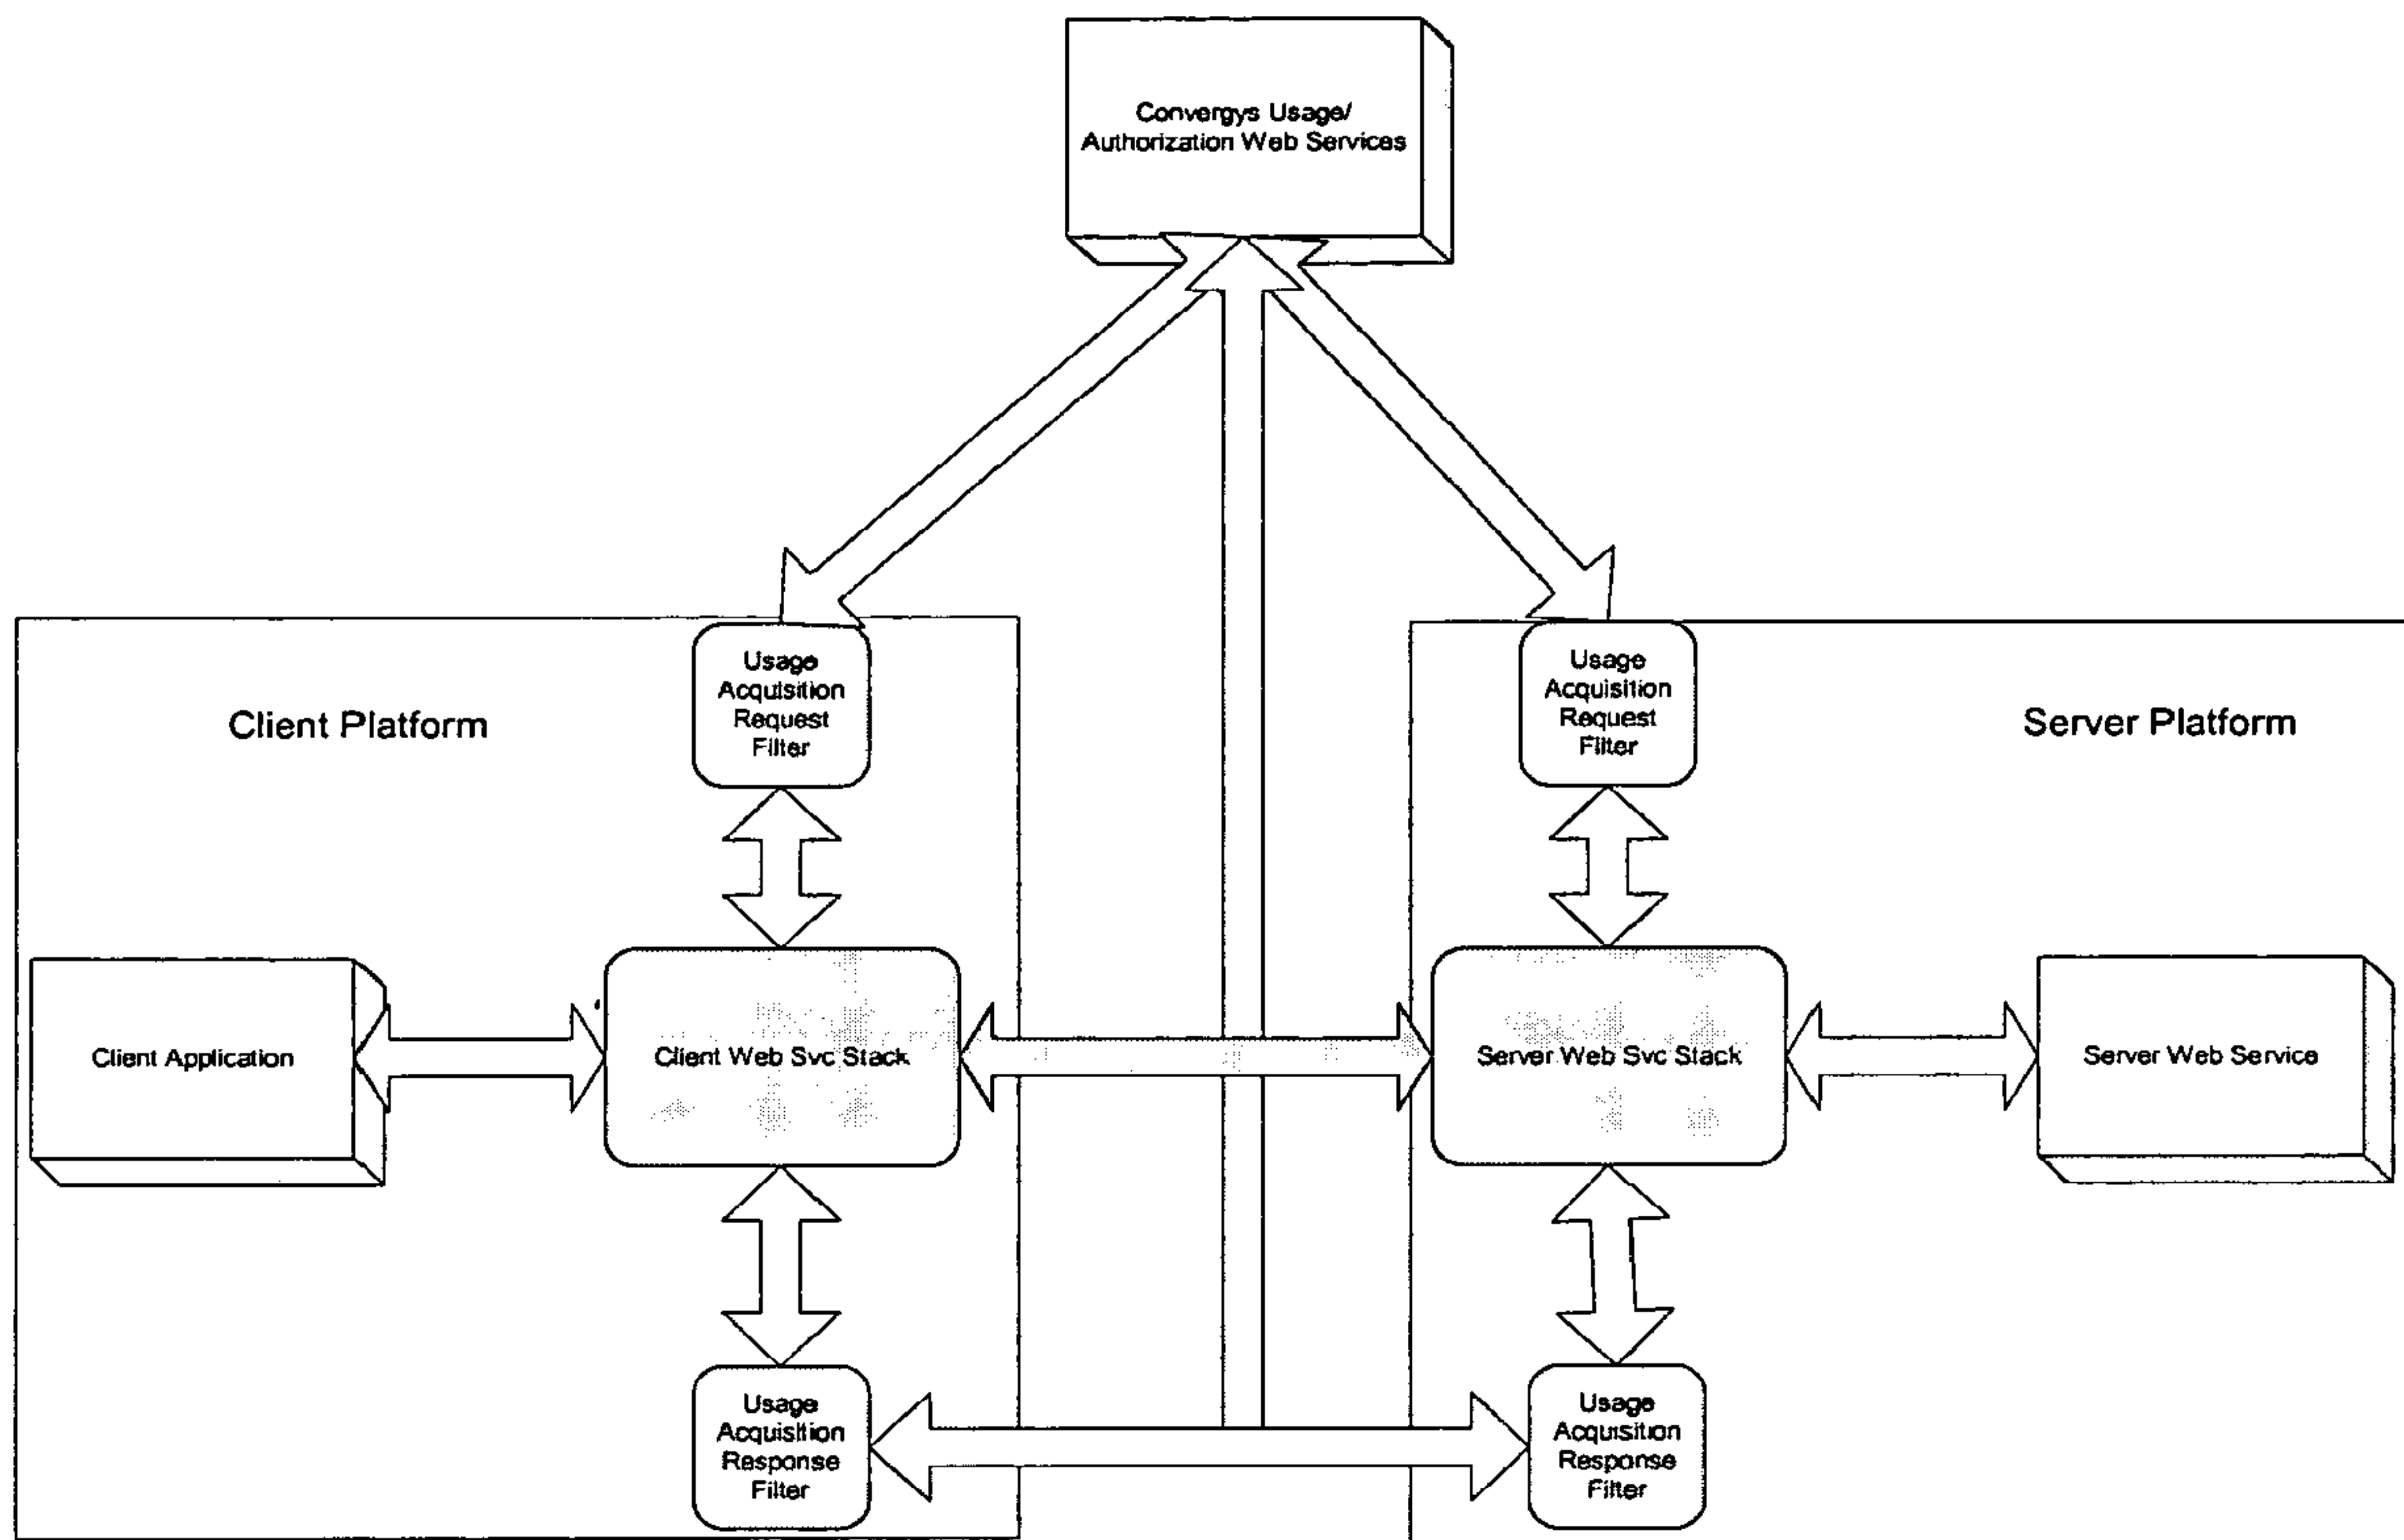 Convergys Usage/
Authorization Web Services
Usage
Acquisition
Request
Filter
Usage
Acquisition
Request
Filter
Client Platform
Server Platform
Client Application
Client Web Svc Stack
Server Web Svc Stack
Server Web Service
Usage
Acquisition
Response
Filter
Usage
Acquisition
Response
Filter